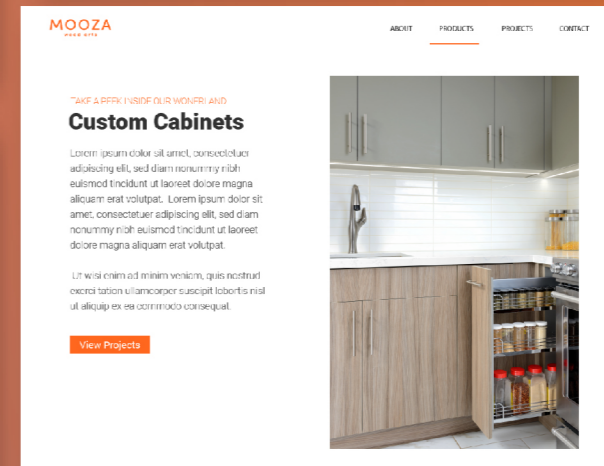 MOOZA
ABOUT PRODUCTS PROJECTS CONTACT
TAKE A PEEK INSIDE OUR WONERLAND
Custom Cabinets
Lorem ipsum dolor sit amet, consectetuer
adipiscing elit, sed diam nonummy nibh
euismod tincidunt ut laoreet dolore magna
aliquam erat volutpat. Lorem ipsum dolor sit
amet, consectetuer adipiscing elit, sed diam
nonummy nibh euismod tincidunt ut laoreet
dolore magna aliquam erat volutpat.
Ut wisi enim ad minim veniam, quis nostrud
exerci tation ullamcorper suscipit lobortis nisl
ut aliquip ex ea commodo consequat.
View Projects